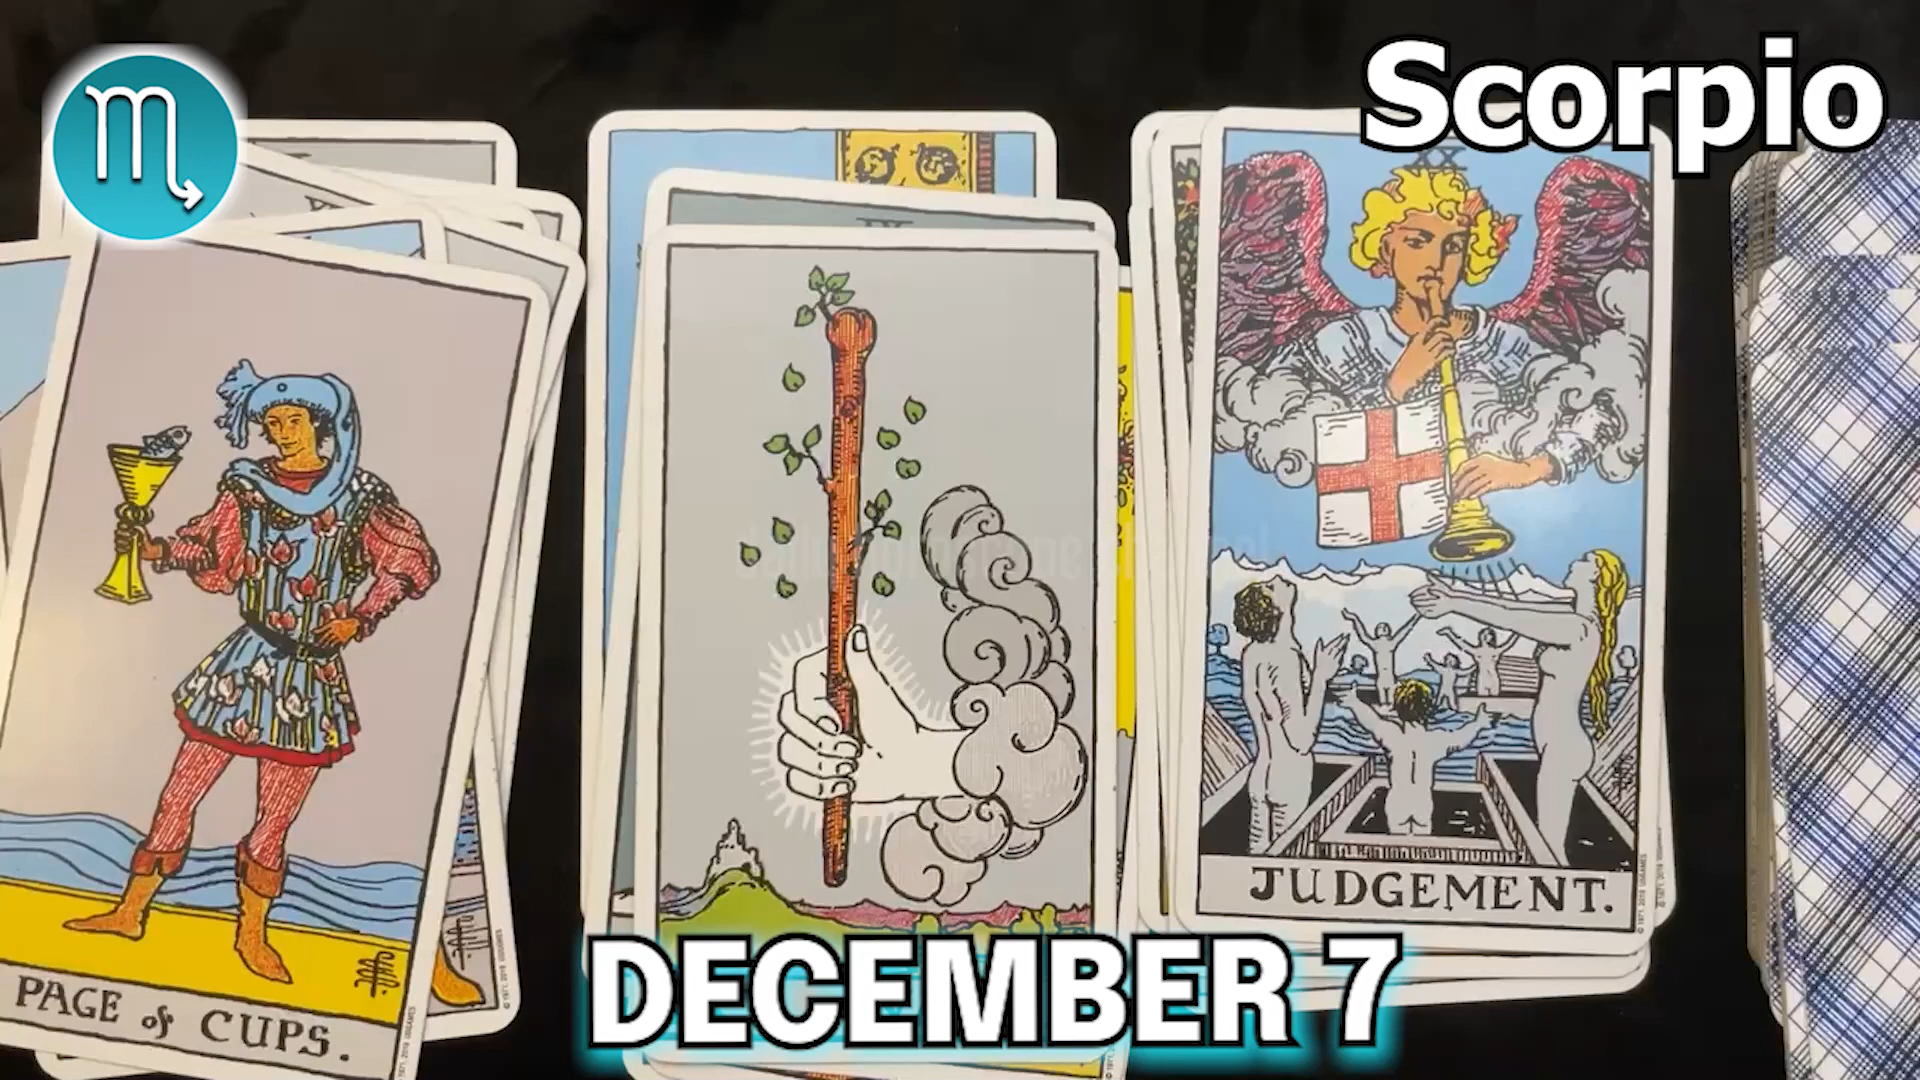 Scorpio
XX
JUDGEMENT.
PAGE of CUPS.
DECEMBER 7